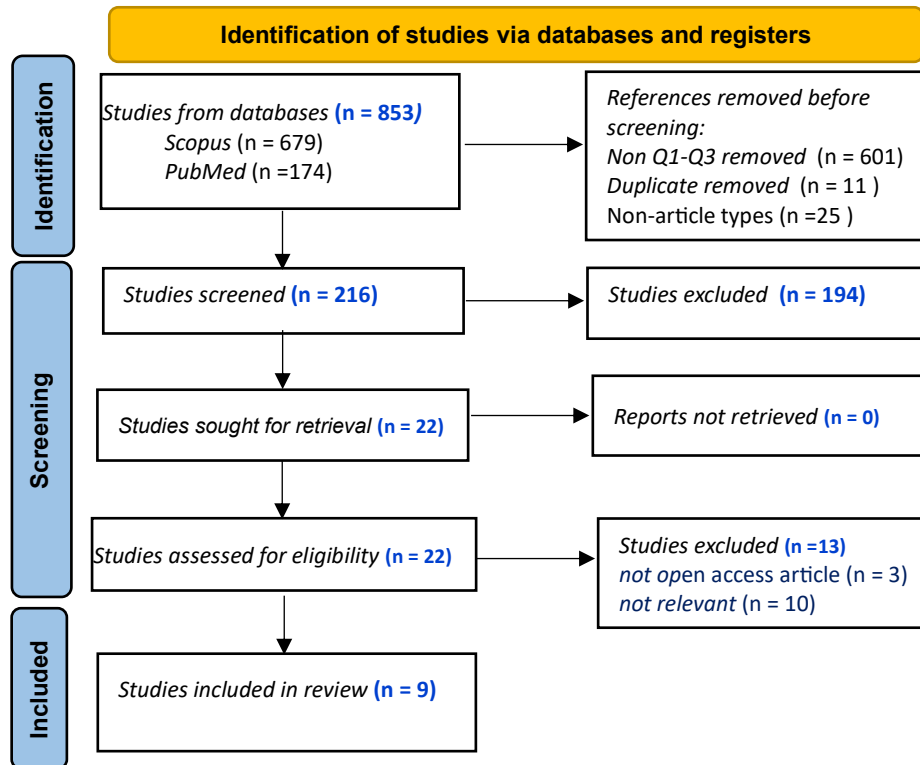 Identification of studies via databases and registers
Identification
Studies from databases (n = 853)
Scopus (n = 679)
PubMed (n =174)
References removed before
screening:
Non Q1-Q3 removed (n = 601)
Duplicate removed (n = 11 )
Non-article types (n =25 )
Screening
Studies screened (n = 216)
Studies excluded (n = 194)
Studies sought for retrieval (n = 22)
Reports not retrieved (n = 0)
Studies assessed for eligibility (n = 22)
Studies excluded (n =13)
not open access article (n = 3)
not relevant (n = 10)
Included
Studies included in review (n = 9)